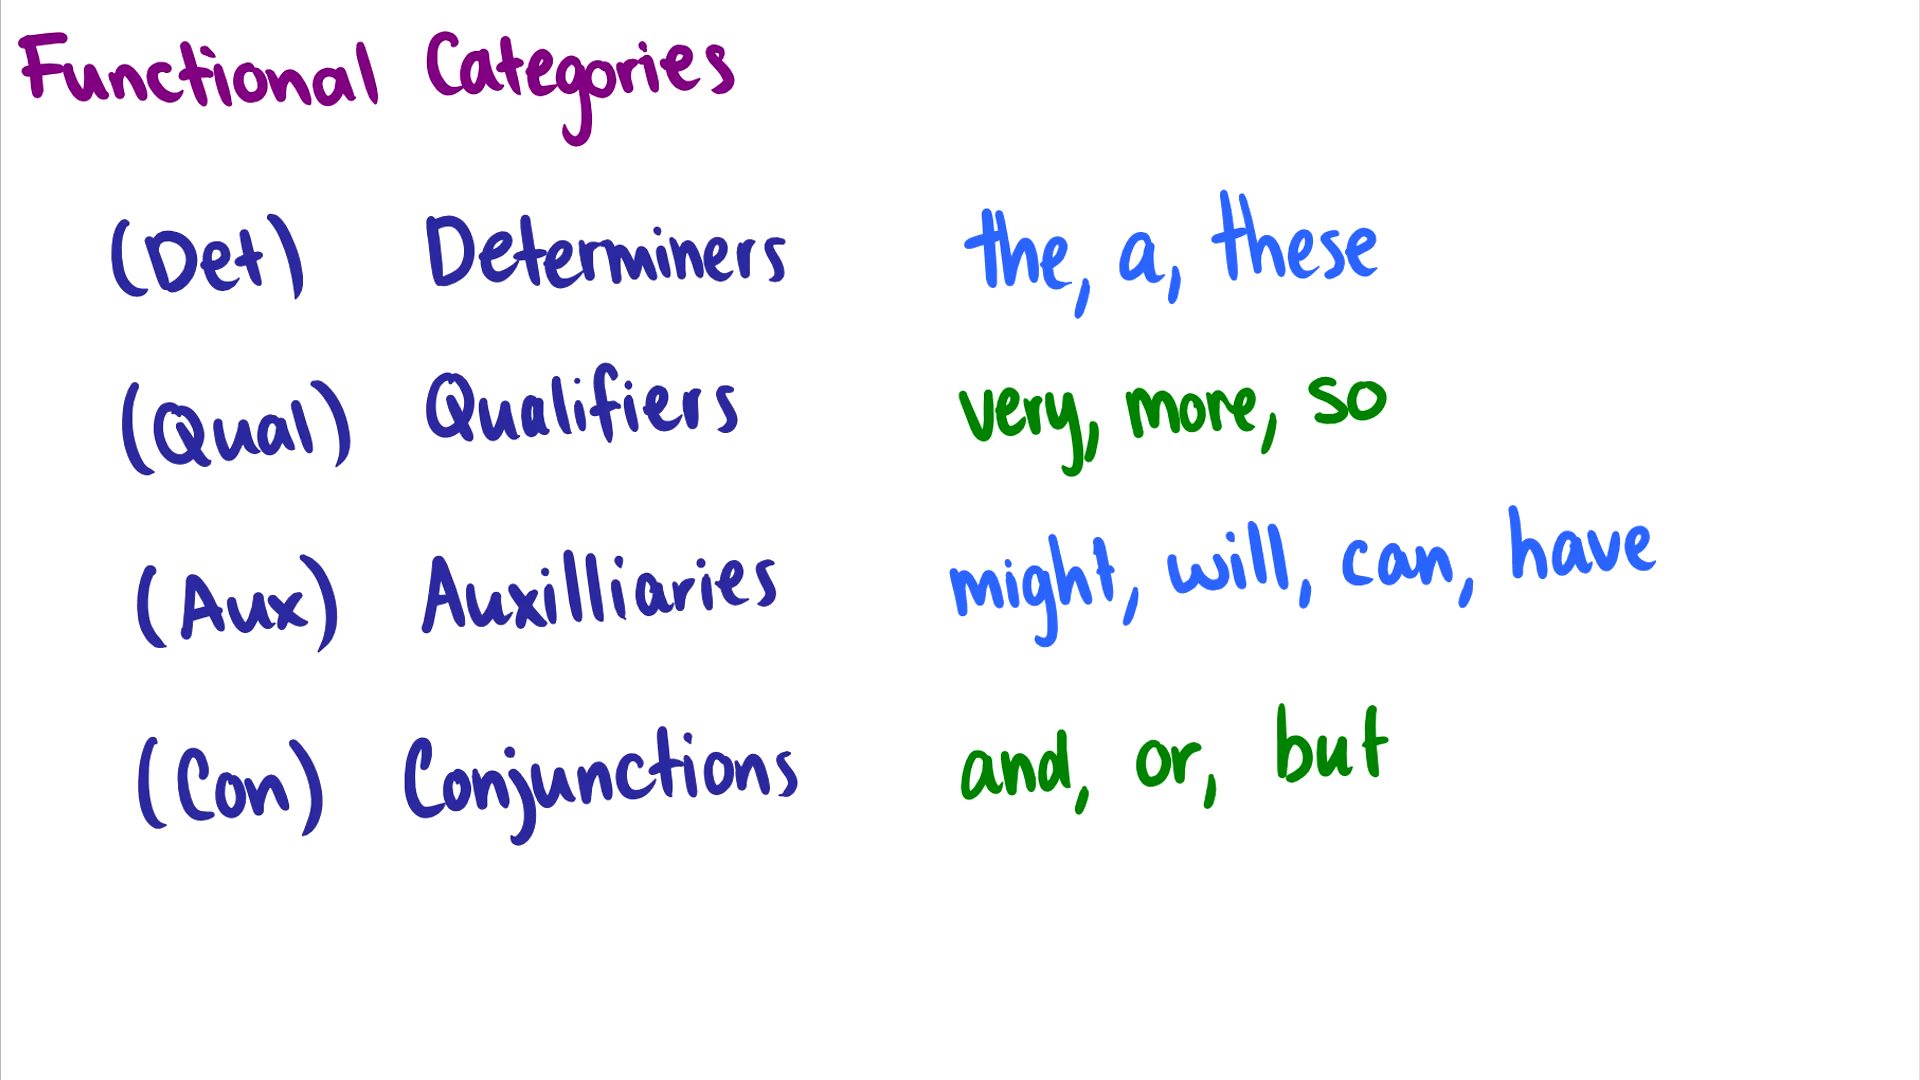 Functional Categories
(Det) Determiners the, a, these
(Qual) Qualifiers very, more, so
(Aux) Auxilliaries might, will, can, have
(Con) Conjunctions and, or, but